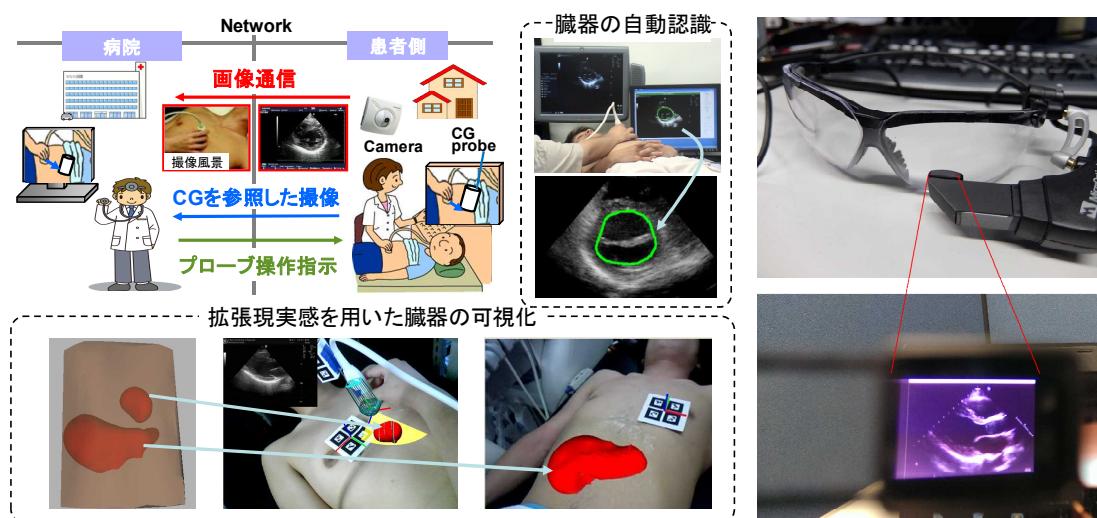 Network
病院
患者側
画像通信
撮像風景
Camera
CG
probe
CGを参照した撮像
プローブ操作指示
臓器の自動認識
拡張現実感を用いた臓器の可視化